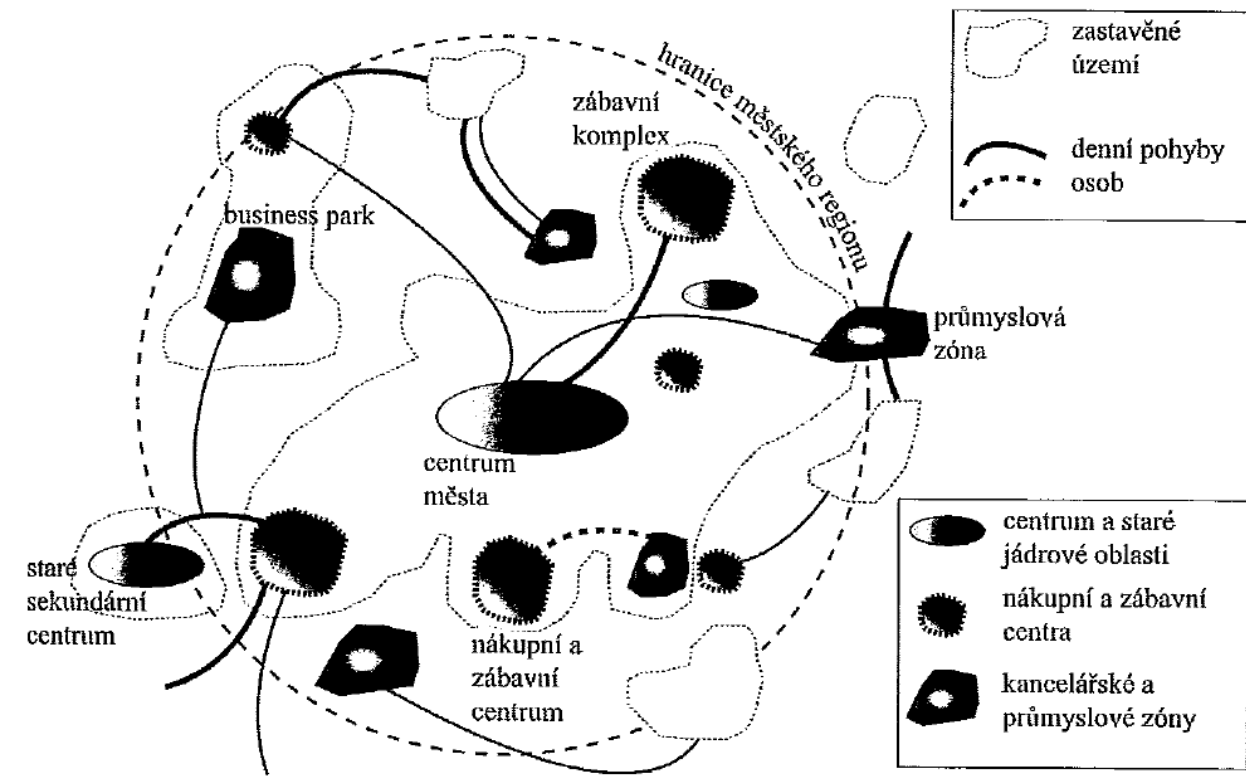 zastavěné
území
denní pohyby
osob
hranice městského regionu
zábavní
komplex
business park
průmyslová
zóna
centrum
města
staré
sekundární
centrum
nákupní a
zábavní
centrum
centrum a staré
jádrové oblasti
nákupní a zábavní
centra
kancelářské a
průmyslové zóny